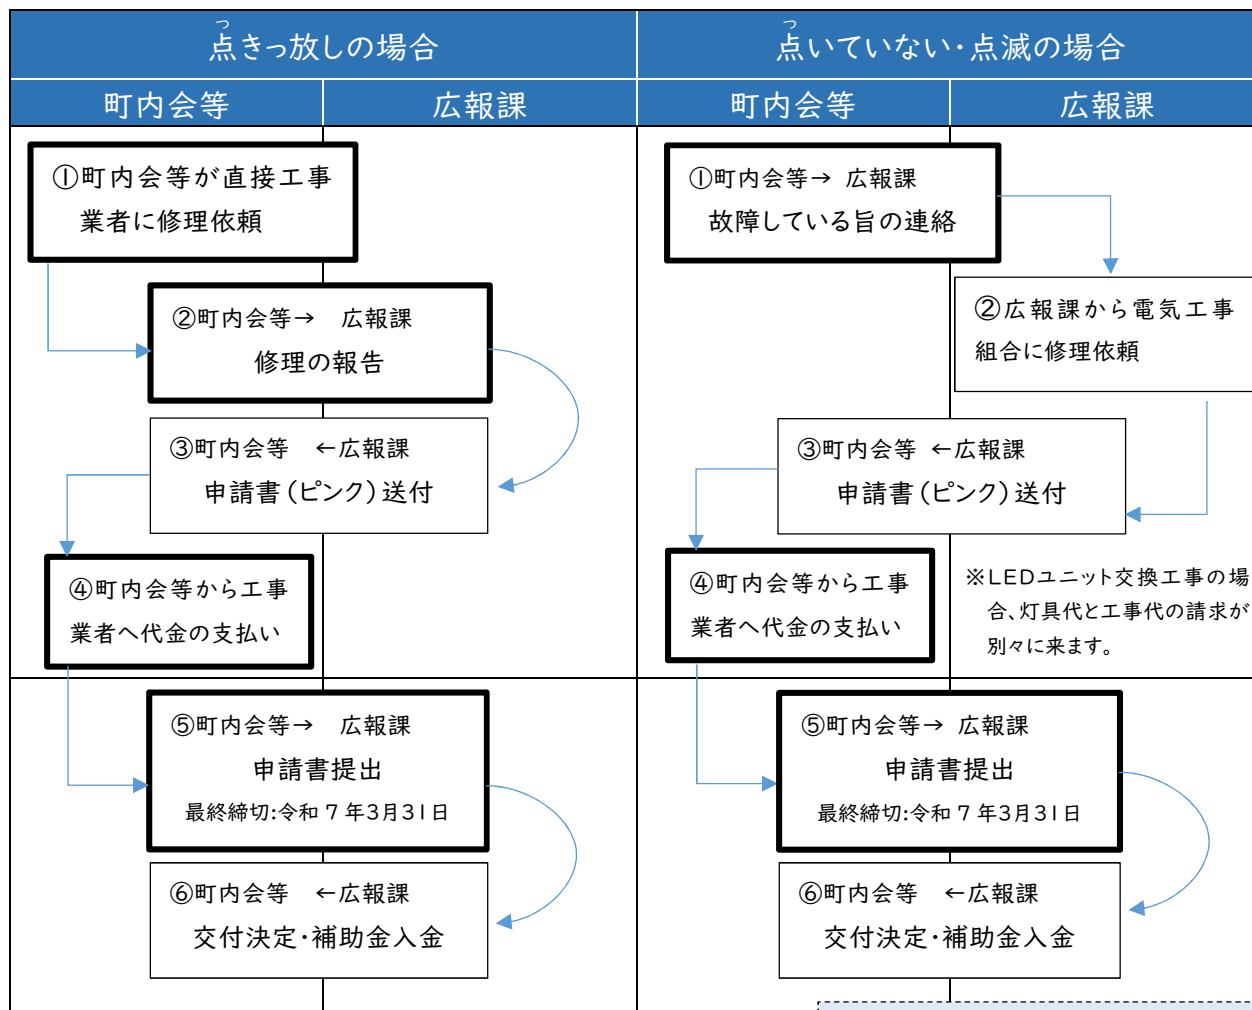 つ
点きっ放しの場合
つ
点いていない・点滅の場合
町内会等
広報課
町内会等
広報課
①町内会等が直接工事
業者に修理依頼
②町内会等→　広報課
修理の報告
③町内会等　←広報課
申請書（ピンク）送付
④町内会等から工事
業者へ代金の支払い
⑤町内会等→　広報課
申請書提出
最終締切:令和７年3月31日
⑥町内会等　←広報課
交付決定・補助金入金
①町内会等→ 広報課
故障している旨の連絡
②広報課から電気工事
組合に修理依頼
③町内会等 ←広報課
申請書（ピンク）送付
④町内会等から工事
業者へ代金の支払い
※LEDユニット交換工事の場
合、灯具代と工事代の請求が
別々に来ます。
⑤町内会等→ 広報課
申請書提出
最終締切:令和７年3月31日
⑥町内会等　←広報課
交付決定・補助金入金